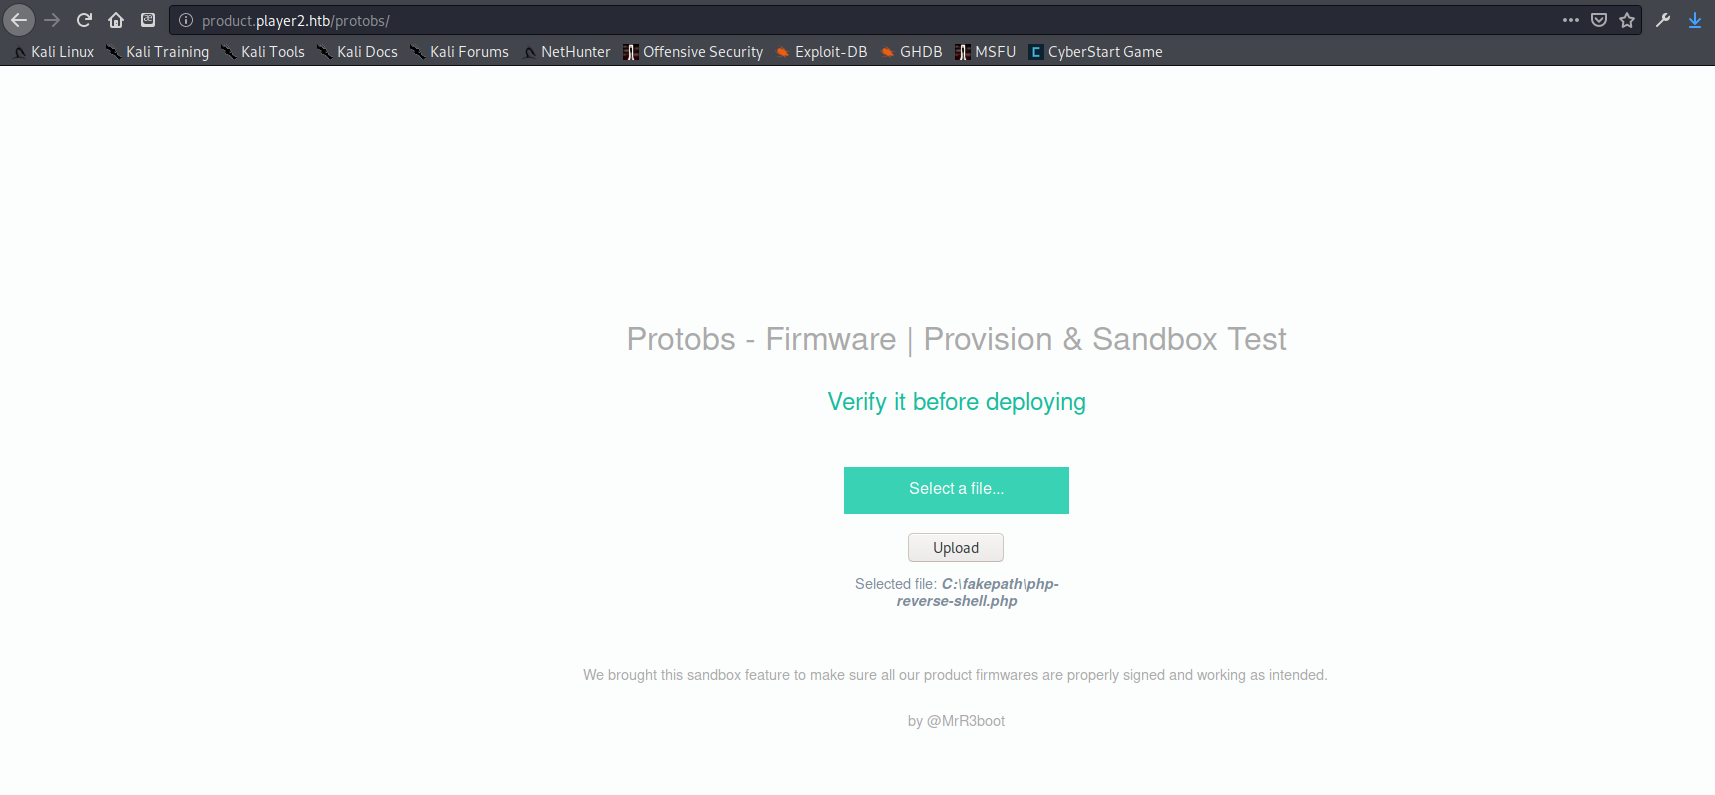 product.player2.htb/protobs/
Kali Linux Kali Training Kali Tools Kali Docs Kali Forums NetHunter Offensive Security Exploit-DB GHDB MSFU CyberStart Game
Protobs - Firmware | Provision & Sandbox Test
Verify it before deploying
Select a file...
Upload
Selected file: C:\fakepath\php-
reverse-shell.php
We brought this sandbox feature to make sure all our product firmwares are properly signed and working as intended.
by @MrR3boot